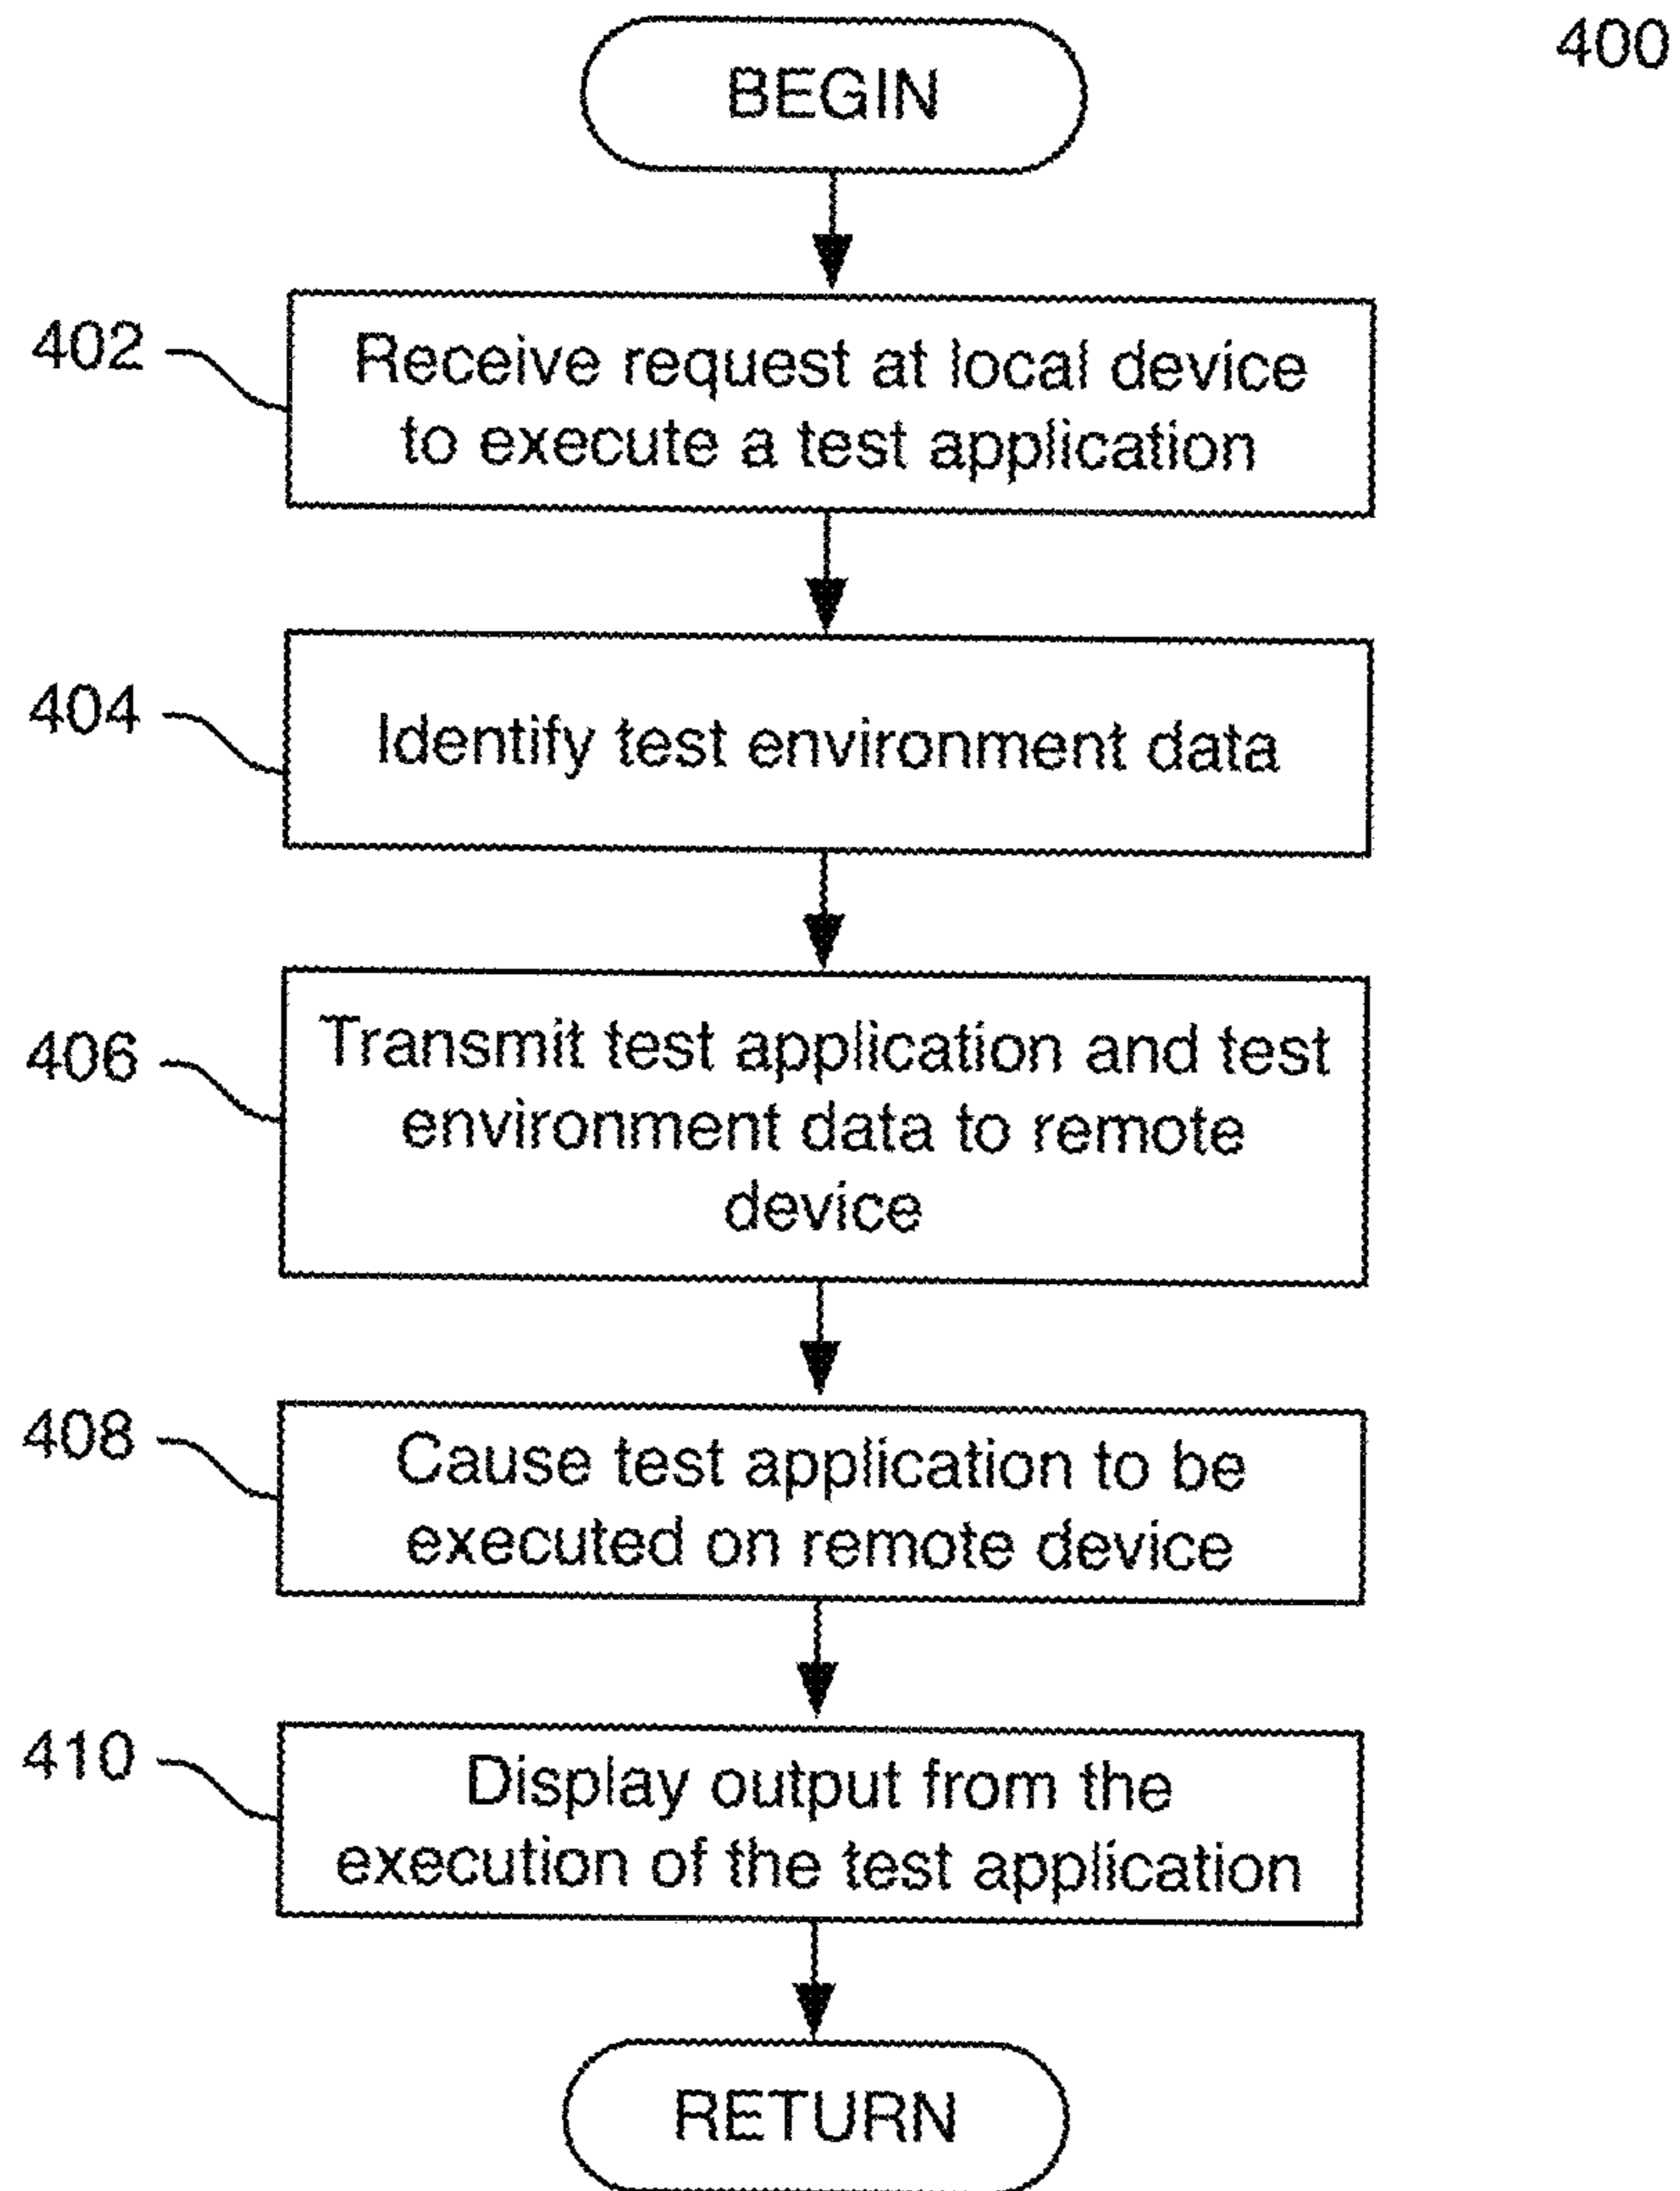 BEGIN
400
402
Receive request at local device
to execute a test application
404
Identify test environment data
406
Transmit test application and test
environment data to remote
device
408
Cause test application to be
executed on remote device
410
Display output from the
execution of the test application
RETURN